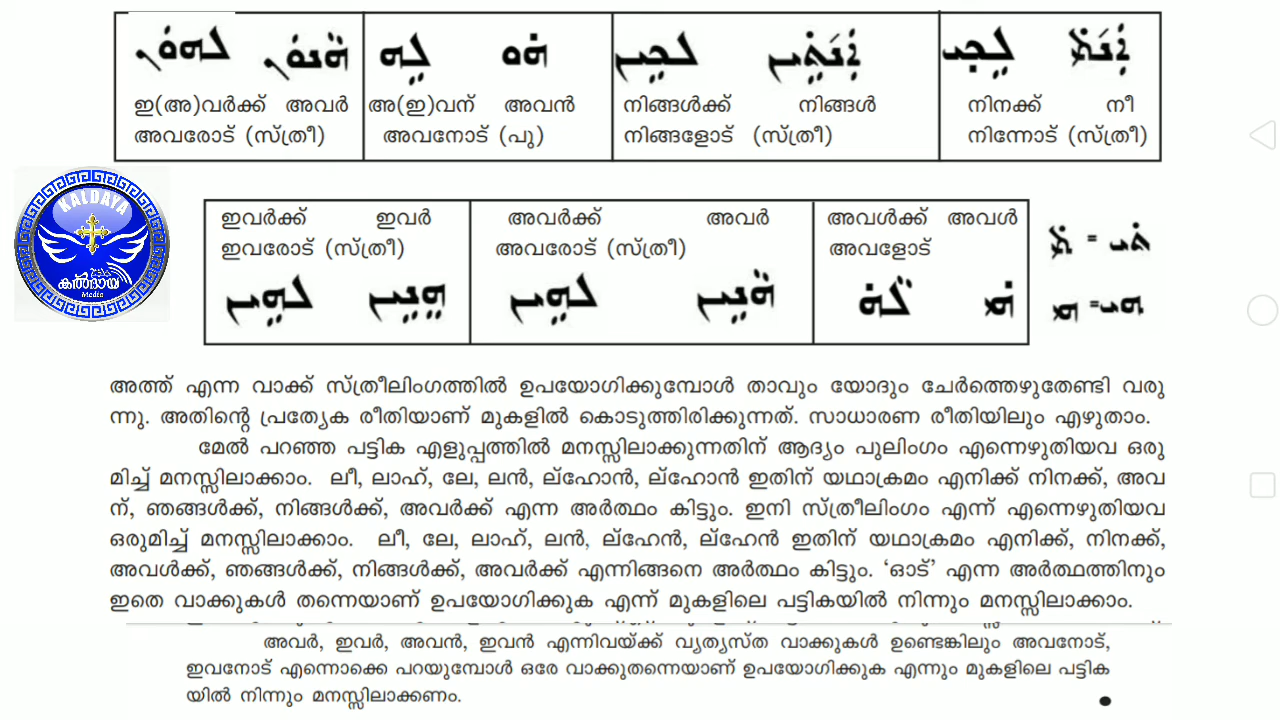 ഇ(അ)വർക്ക് അവർ അ(ഇ)വന് അവൻ നിങ്ങൾക്ക് നിങ്ങൾ നിനക്ക് നീ
അവരോട് (സ്ത്രീ) അവനോട് (പു) നിങ്ങളോട് (സ്ത്രീ) നിന്നോട് (സ്ത്രീ)
KALDAYA
കൽദായ
Media
ഇവർക്ക് ഇവർ അവർക്ക് അവർ അവൾക്ക് അവൾ
ഇവരോട് (സ്ത്രീ) അവരോട് (സ്ത്രീ) അവളോട്
അത്ത് എന്ന വാക്ക് സ്ത്രീലിംഗത്തിൽ ഉപയോഗിക്കുമ്പോൾ താവും യോദും ചേർത്തെഴുതേണ്ടി വരു
ന്നു. അതിന്റെ പ്രത്യേക രീതിയാണ് മുകളിൽ കൊടുത്തിരിക്കുന്നത്. സാധാരണ രീതിയിലും എഴുതാം.
മേൽ പറഞ്ഞ പട്ടിക എളുപ്പത്തിൽ മനസ്സിലാക്കുന്നതിന് ആദ്യം പുലിംഗം എന്നെഴുതിയവ ഒരു
മിച്ച് മനസ്സിലാക്കാം. ലീ, ലാഹ്, ലേ, ലൻ, ല്ഹോൻ, ല്ഹോൻ ഇതിന് യഥാക്രമം എനിക്ക് നിനക്ക്, അവ
ന്, ഞങ്ങൾക്ക്, നിങ്ങൾക്ക്, അവർക്ക് എന്ന അർത്ഥം കിട്ടും. ഇനി സ്ത്രീലിംഗം എന്ന് എന്നെഴുതിയവ
ഒരുമിച്ച് മനസ്സിലാക്കാം. ലീ, ലേ, ലാഹ്, ലൻ, ല്ഹേൻ, ല്ഹേൻ ഇതിന് യഥാക്രമം എനിക്ക്, നിനക്ക്,
അവൾക്ക്, ഞങ്ങൾക്ക്, നിങ്ങൾക്ക്, അവർക്ക് എന്നിങ്ങനെ അർത്ഥം കിട്ടും. ‘ഓട്’ എന്ന അർത്ഥത്തിനും
ഇതെ വാക്കുകൾ തന്നെയാണ് ഉപയോഗിക്കുക എന്ന് മുകളിലെ പട്ടികയിൽ നിന്നും മനസ്സിലാക്കാം.
അവർ, ഇവർ, അവൻ, ഇവൻ എന്നിവയ്ക്ക് വ്യത്യസ്ത വാക്കുകൾ ഉണ്ടെങ്കിലും അവനോട്,
ഇവനോട് എന്നൊക്കെ പറയുമ്പോൾ ഒരേ വാക്കുതന്നെയാണ് ഉപയോഗിക്കുക എന്നും മുകളിലെ പട്ടിക
യിൽ നിന്നും മനസ്സിലാക്കണം.